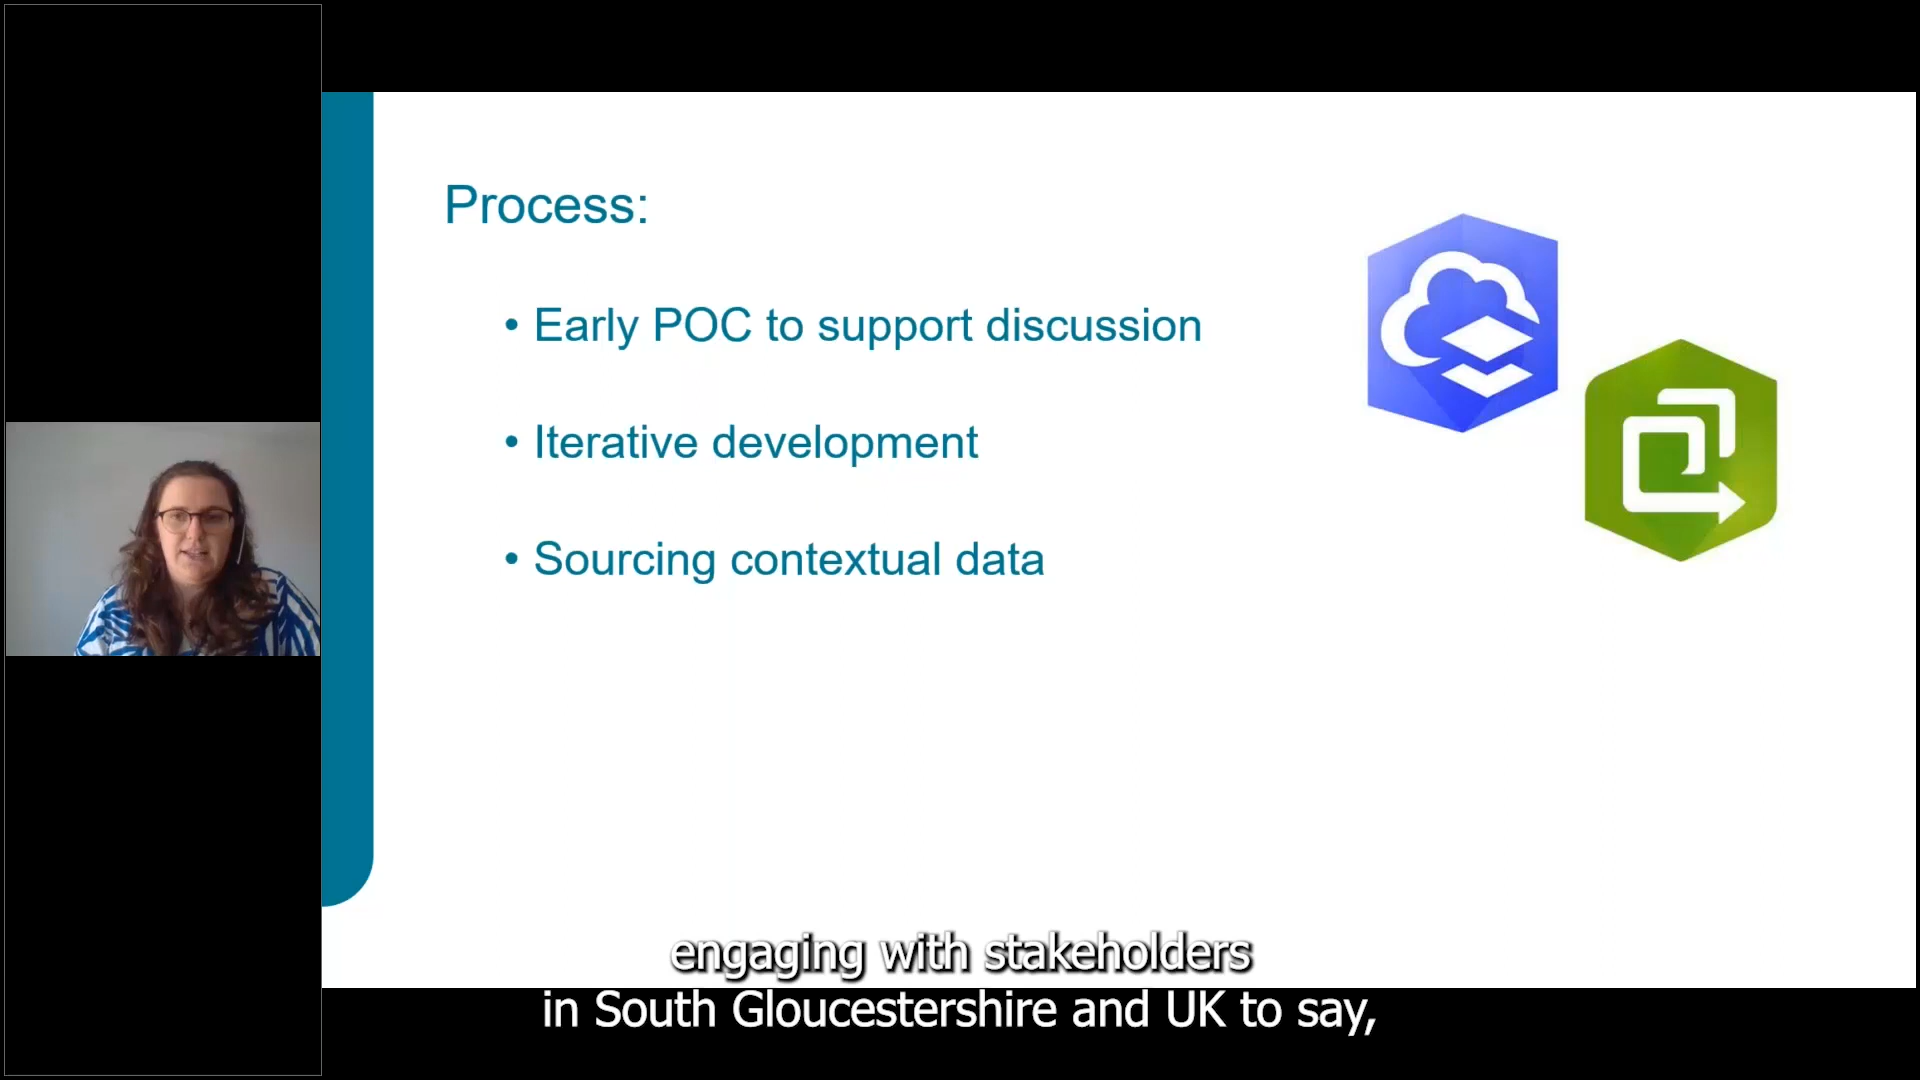 Process:
• Early POC to support discussion
• Iterative development
• Sourcing contextual data
engaging with stakeholders
in South Gloucestershire and UK to say,